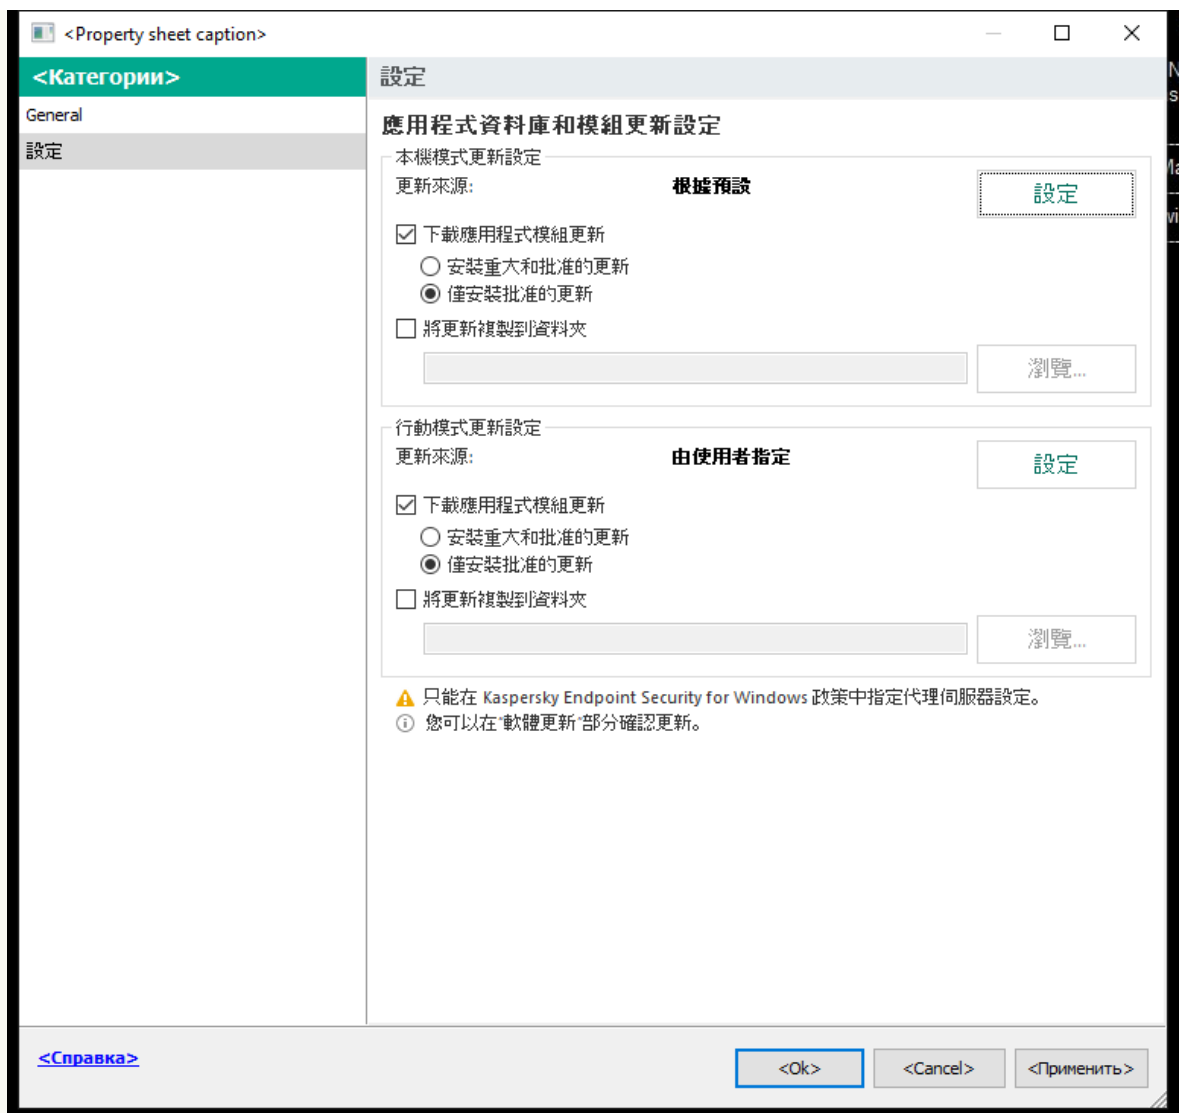 <Property sheet caption>
<Категории>
General
設定
設定
應用程式資料庫和模組更新設定
本機模式更新設定
更新來源: 根據預設 設定
下載應用程式模組更新
安裝重大和批准的更新
僅安裝批准的更新
將更新複製到資料夾
瀏覽...
行動模式更新設定
更新來源: 由使用者指定 設定
下載應用程式模組更新
安裝重大和批准的更新
僅安裝批准的更新
將更新複製到資料夾
瀏覽...
只能在 Kaspersky Endpoint Security for Windows 政策中指定代理伺服器設定。
您可以在"軟體更新"部分確認更新。
<Справка>
<Ok> <Cancel> <Применить>